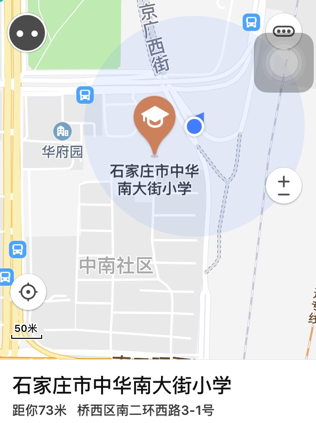 京广西街
华府园
石家庄市中华
南大街小学
中南社区
50米
石家庄市中华南大街小学
距你73米 桥西区南二环西路3-1号